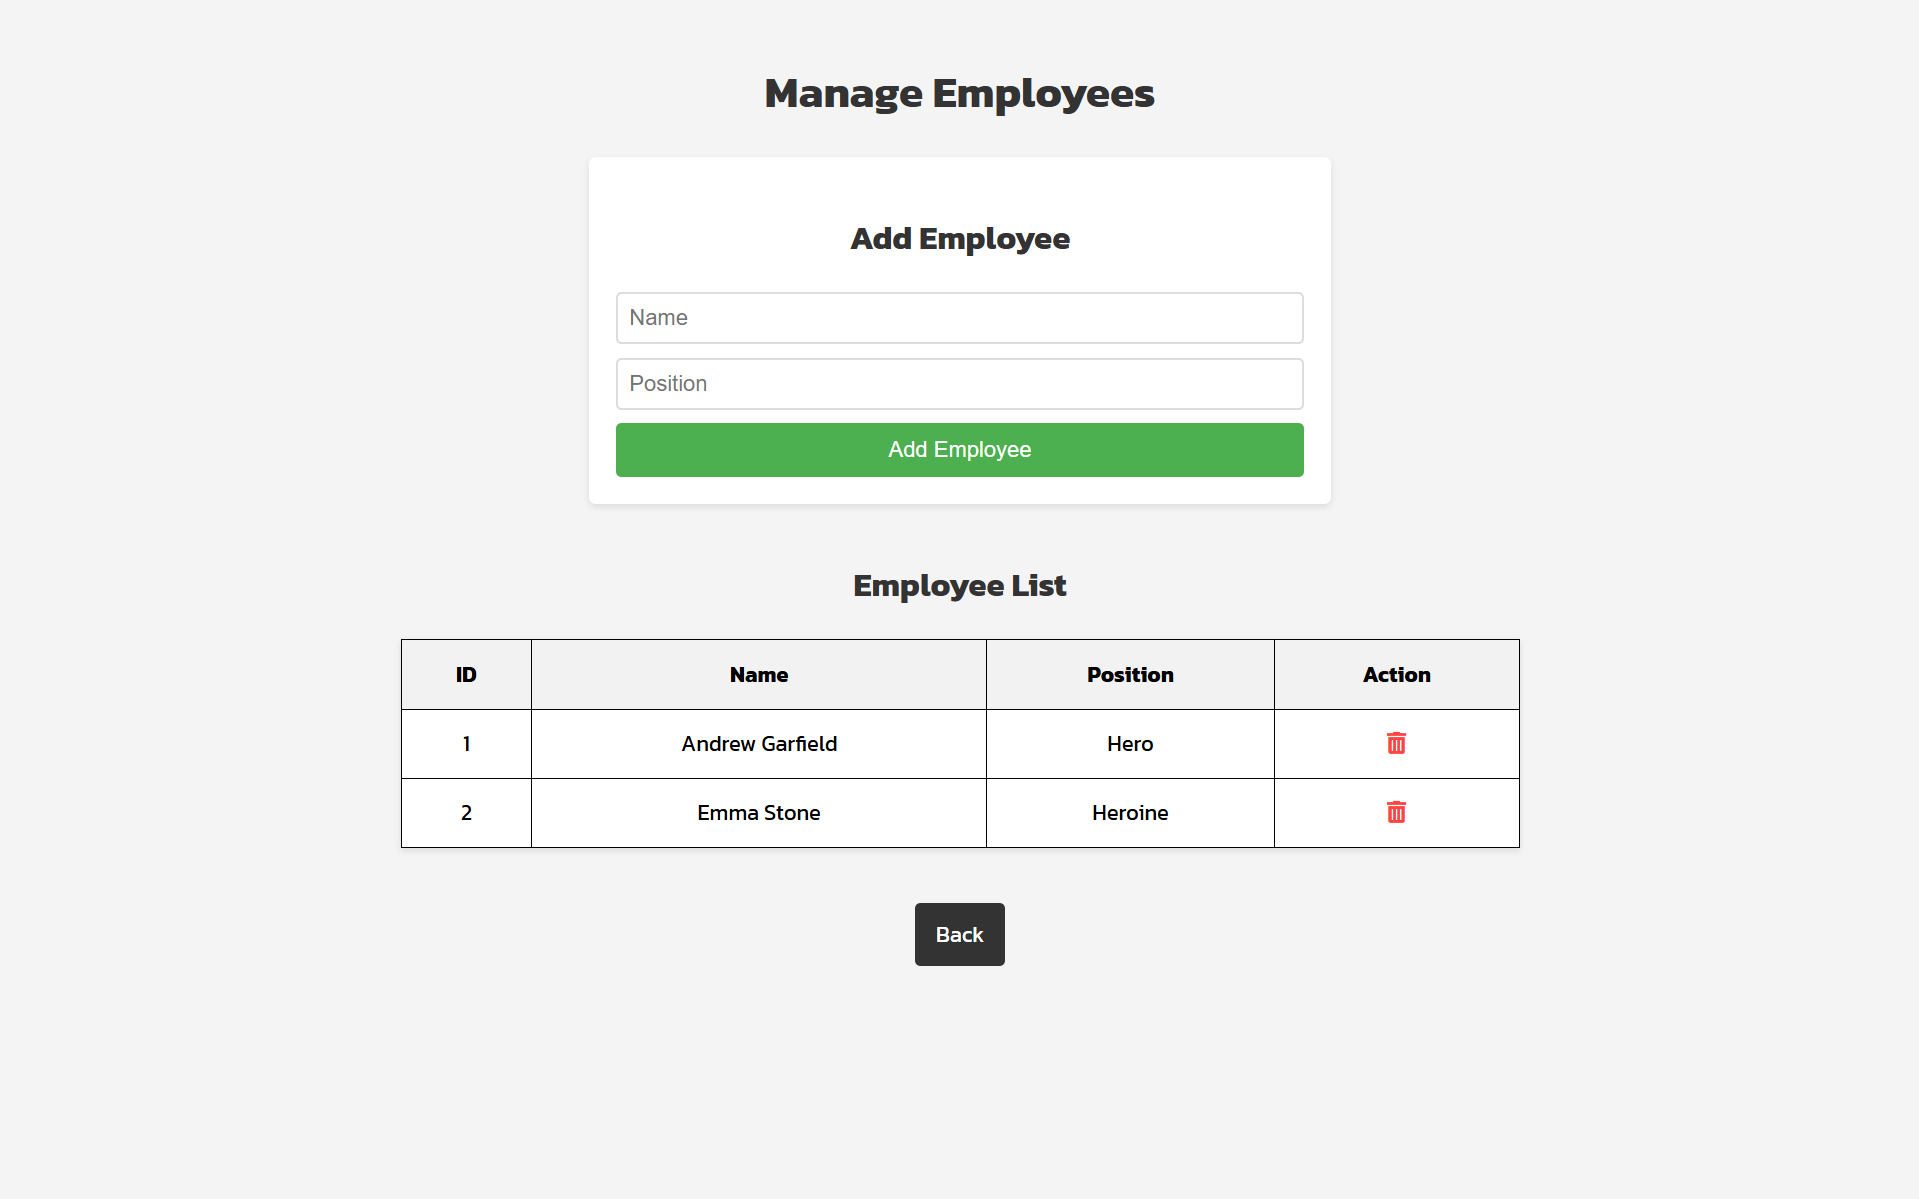 Manage Employees
Add Employee
Name
Position
Add Employee
Employee List
ID Name Position Action
1 Andrew Garfield Hero
2 Emma Stone Heroine
Back